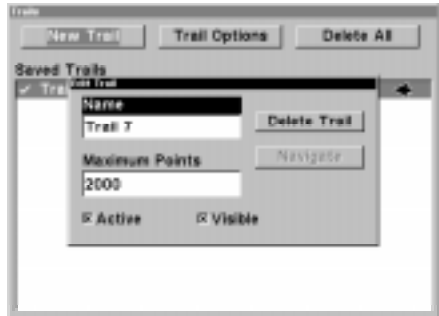 Trails
New Trail
Trail Options
Delete All
Saved Trails
Edit Trail
Name
Trail 7
Delete Trail
Maximum Points
Navigate
2000
Active
Visible